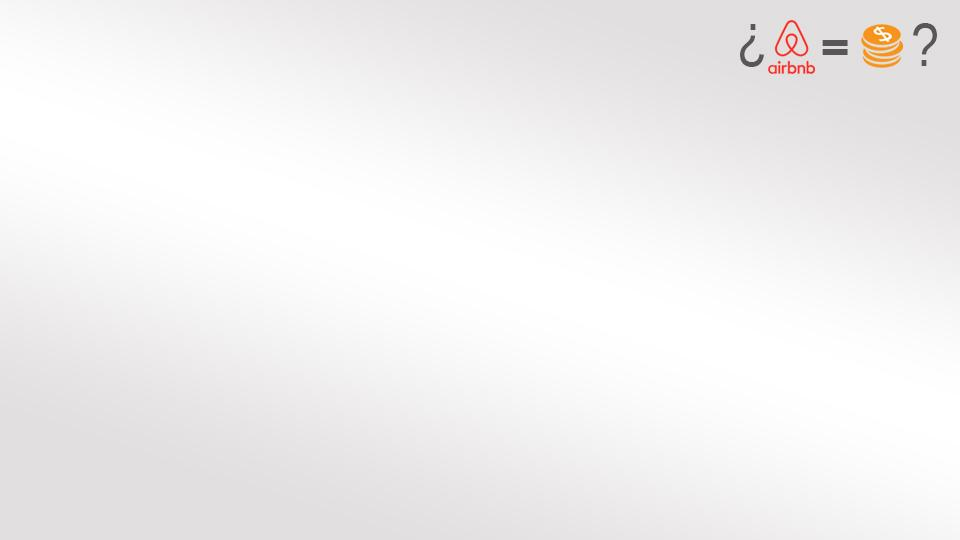 ¿ airbnb = $ ?